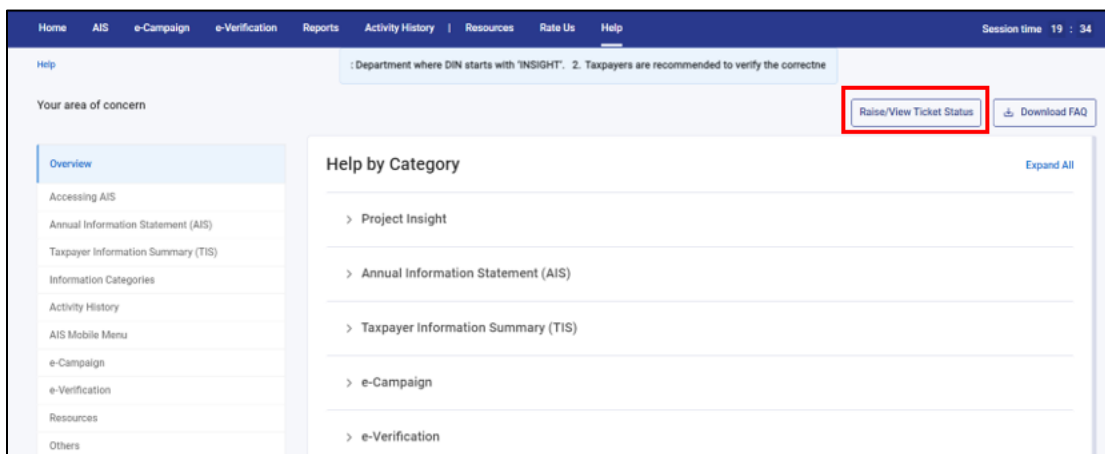 Home AIS e-Campaign e-Verification Reports Activity History | Resources Rate Us Help Session time 19 : 34
Help : Department where DIN starts with 'INSIGHT'. 2. Taxpayers are recommended to verify the correctne
Your area of concern Raise/View Ticket Status Download FAQ
Overview
Accessing AIS
Annual Information Statement (AIS)
Taxpayer Information Summary (TIS)
Information Categories
Activity History
AIS Mobile Menu
e-Campaign
e-Verification
Resources
Others
Help by Category Expand All
> Project Insight
> Annual Information Statement (AIS)
> Taxpayer Information Summary (TIS)
> e-Campaign
> e-Verification